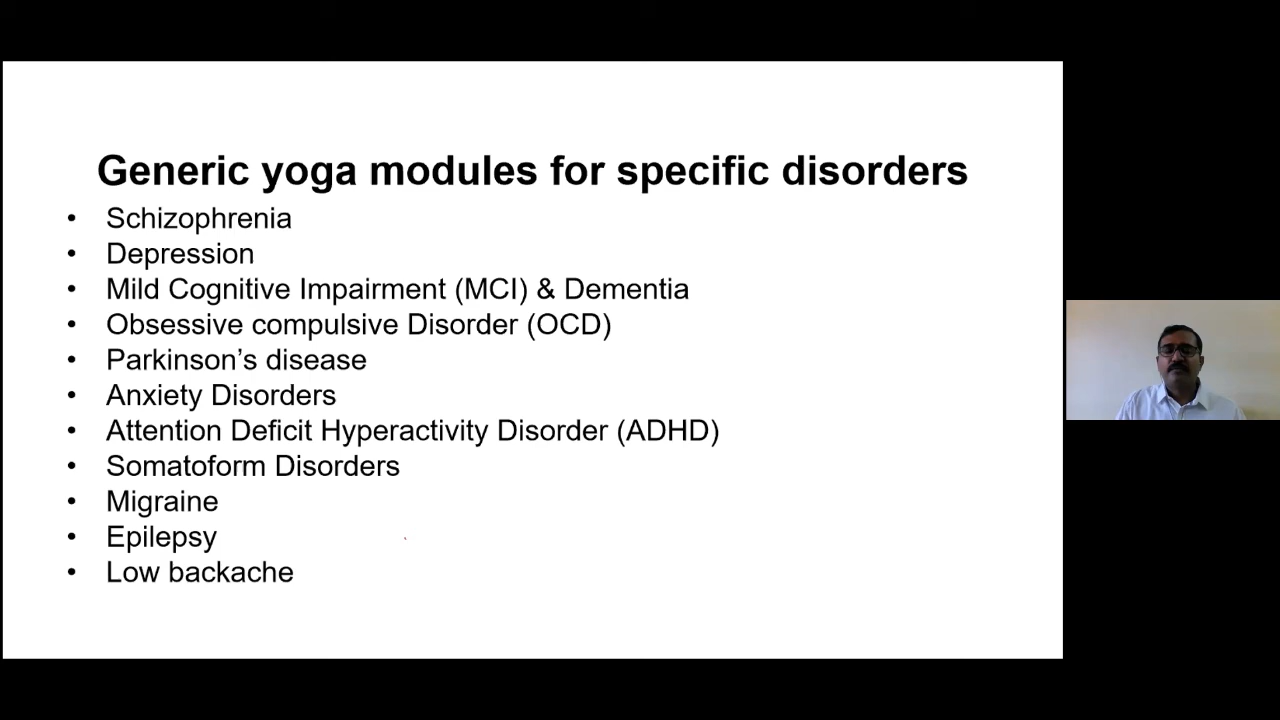 Generic yoga modules for specific disorders
• Schizophrenia
• Depression
• Mild Cognitive Impairment (MCI) & Dementia
• Obsessive compulsive Disorder (OCD)
• Parkinson’s disease
• Anxiety Disorders
• Attention Deficit Hyperactivity Disorder (ADHD)
• Somatoform Disorders
• Migraine
• Epilepsy
• Low backache